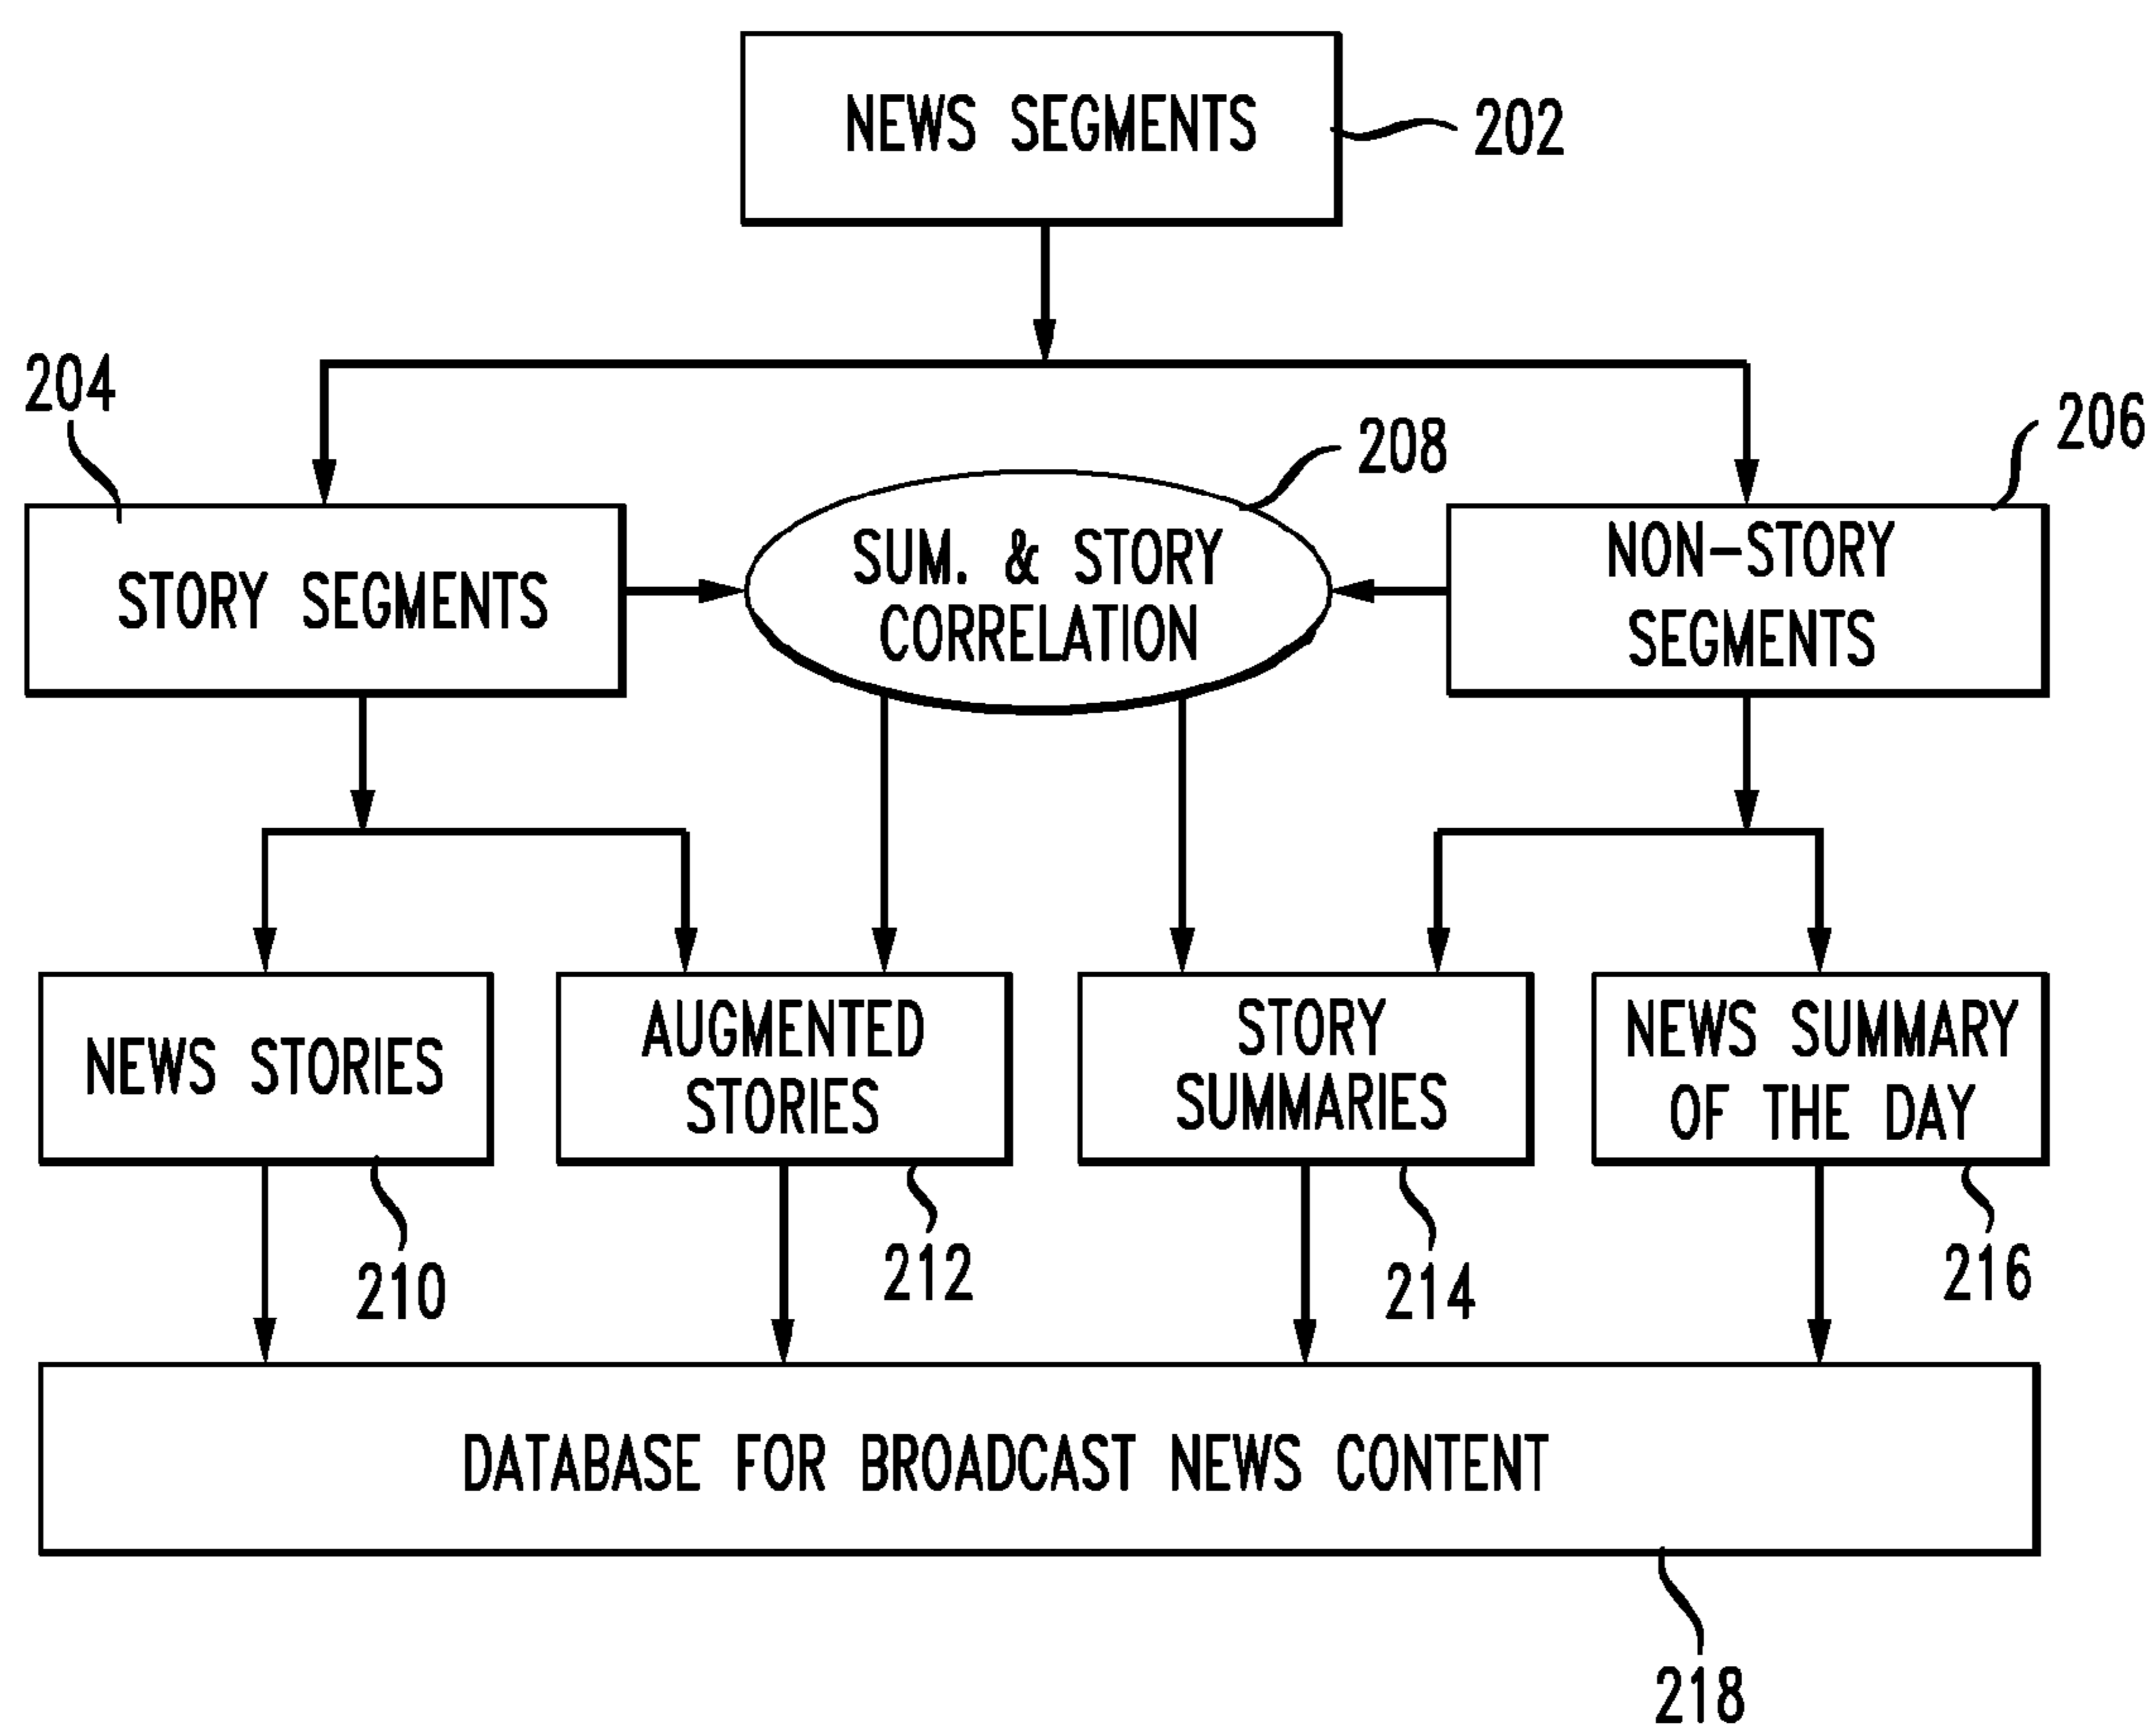 NEWS SEGMENTS
202
204
206
208
STORY SEGMENTS
SUM. & STORY
CORRELATION
NON-STORY
SEGMENTS
NEWS STORIES
AUGMENTED
STORIES
STORY
SUMMARIES
NEWS SUMMARY
OF THE DAY
210
212
214
216
DATABASE FOR BROADCAST NEWS CONTENT
218